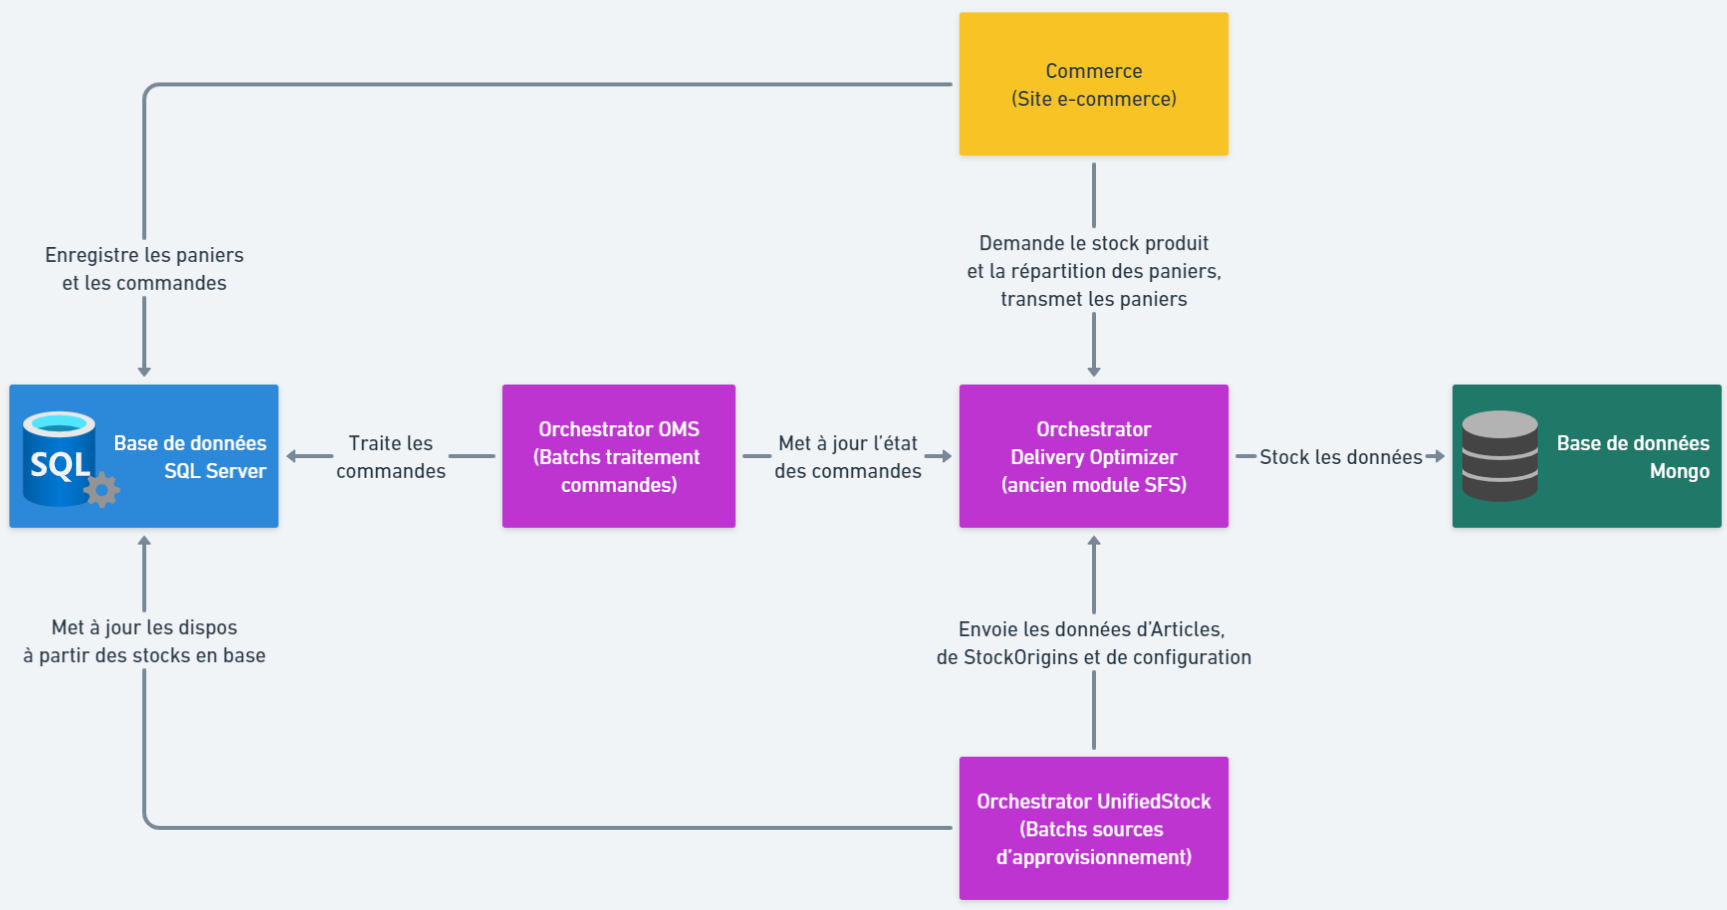 Commerce
(Site e-commerce)
Enregistre les paniers
et les commandes
Demande le stock produit
et la répartition des paniers,
transmet les paniers
SQL
Base de données
SQL Server
Traite les
commandes
Orchestrator OMS
(Batchs traitement
commandes)
Met à jour l’état
des commandes
Orchestrator
Delivery Optimizer
(ancien module SFS)
Stock les données
Base de données
Mongo
Met à jour les dispos
à partir des stocks en base
Envoie les données d’Articles,
de StockOrigins et de configuration
Orchestrator UnifiedStock
(Batchs sources
d’approvisionnement)